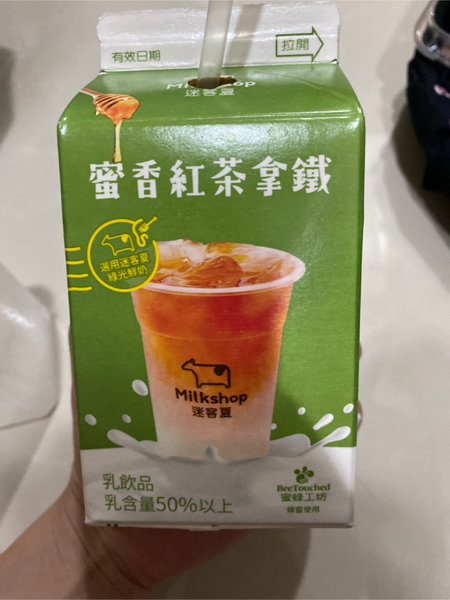 有效日期
拉開
Milkshop
迷客夏
蜜香紅茶拿鐵
選用迷客夏
綠光鮮奶
Milkshop
迷客夏
乳飲品
乳含量50%以上
BeeTouched
蜜蜂工坊
蜂蜜使用